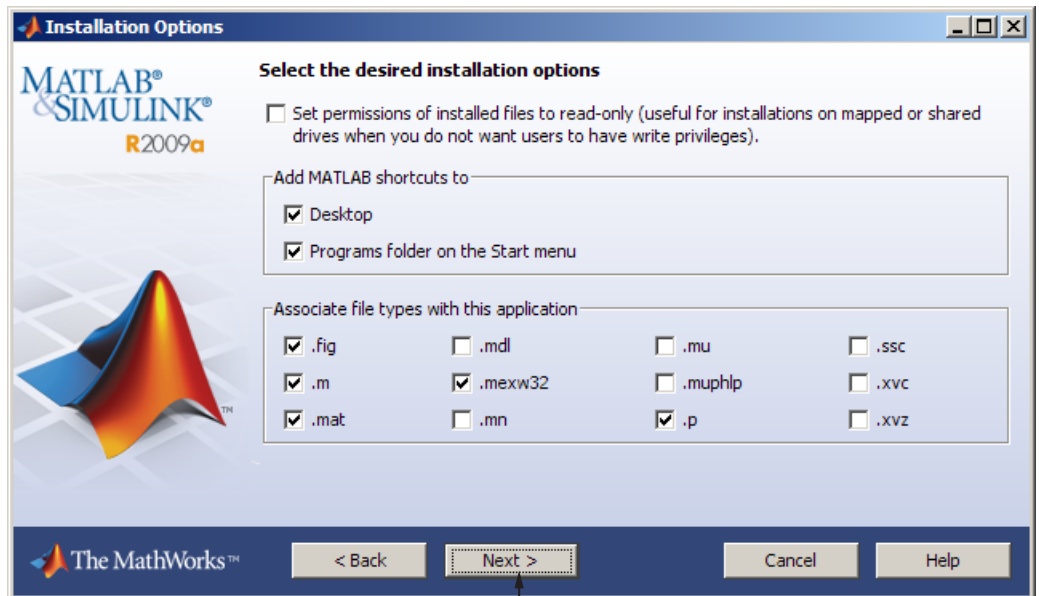 Installation Options
MATLAB®
&SIMULINK®
R2009a
Select the desired installation options
Set permissions of installed files to read-only (useful for installations on mapped or shared
drives when you do not want users to have write privileges).
Add MATLAB shortcuts to
Desktop
Programs folder on the Start menu
Associate file types with this application
.fig .mdl .mu .ssc
.m .mexw32 .muphlp .xvc
.mat .mn .p .xvz
TM
The MathWorks™ < Back Next > Cancel Help